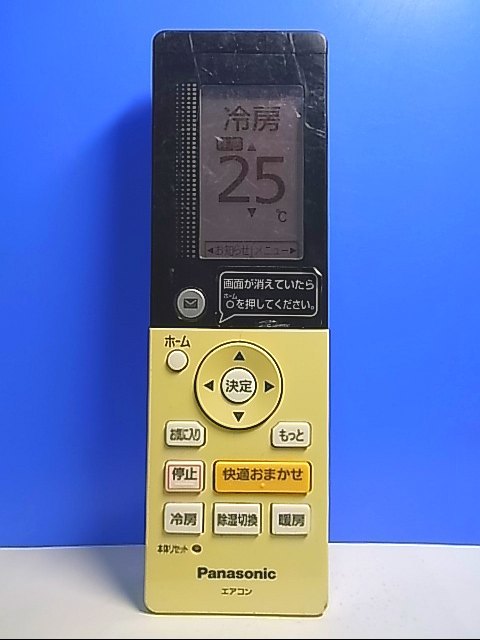 冷房
25
℃
お知らせ メニュー
画面が消えていたら
ホーム
を押してください。
ホーム
決定
お気に入り
もっと
停止
快適おまかせ
冷房
除湿切換
暖房
本体リセット
Panasonic
エアコン